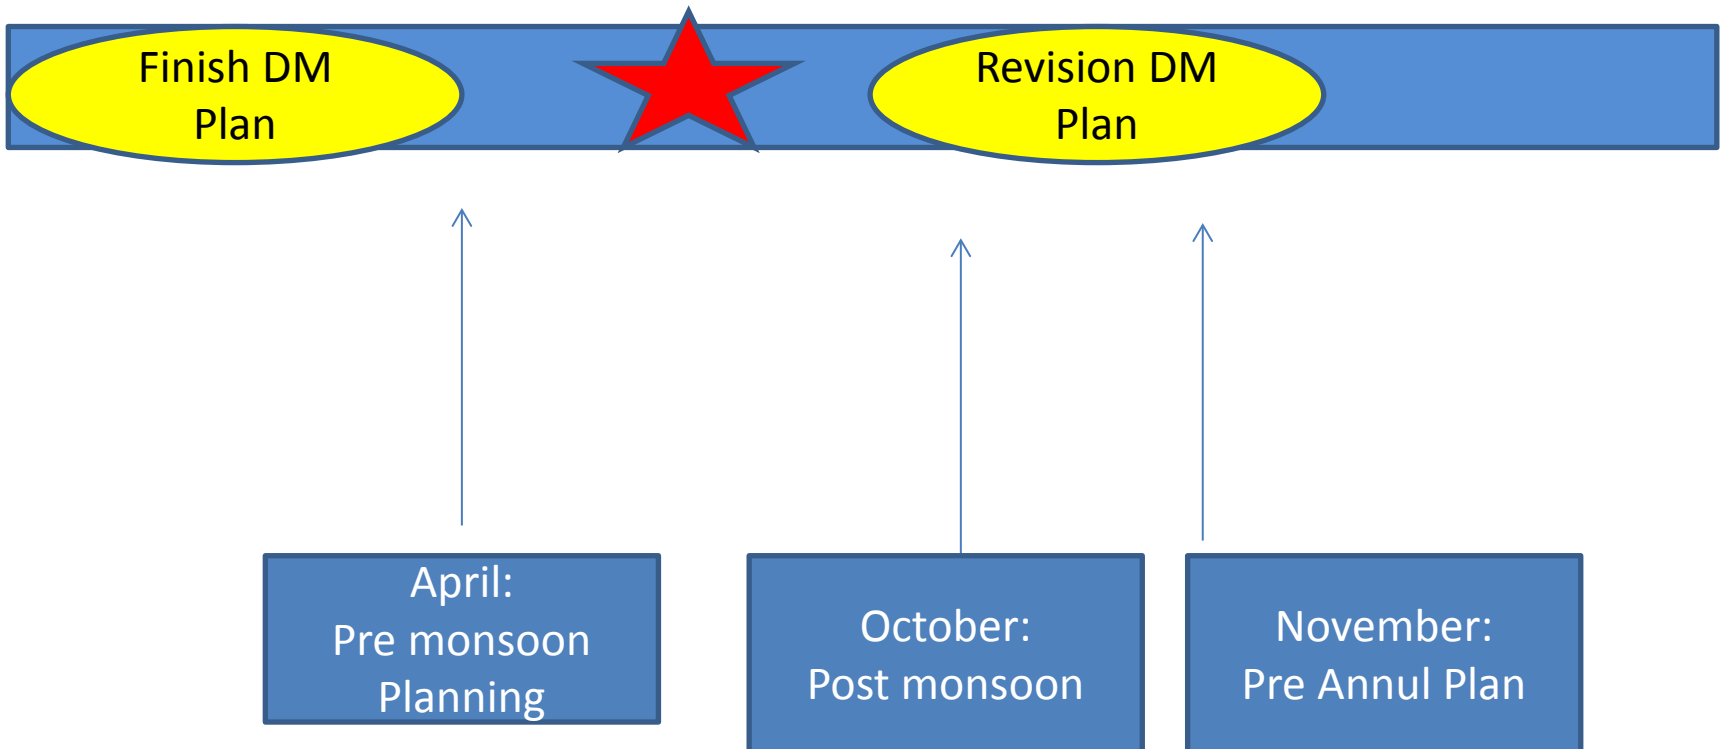 Finish DM
Plan
Revision DM
Plan
April:
Pre monsoon
Planning
October:
Post monsoon
November:
Pre Annul Plan